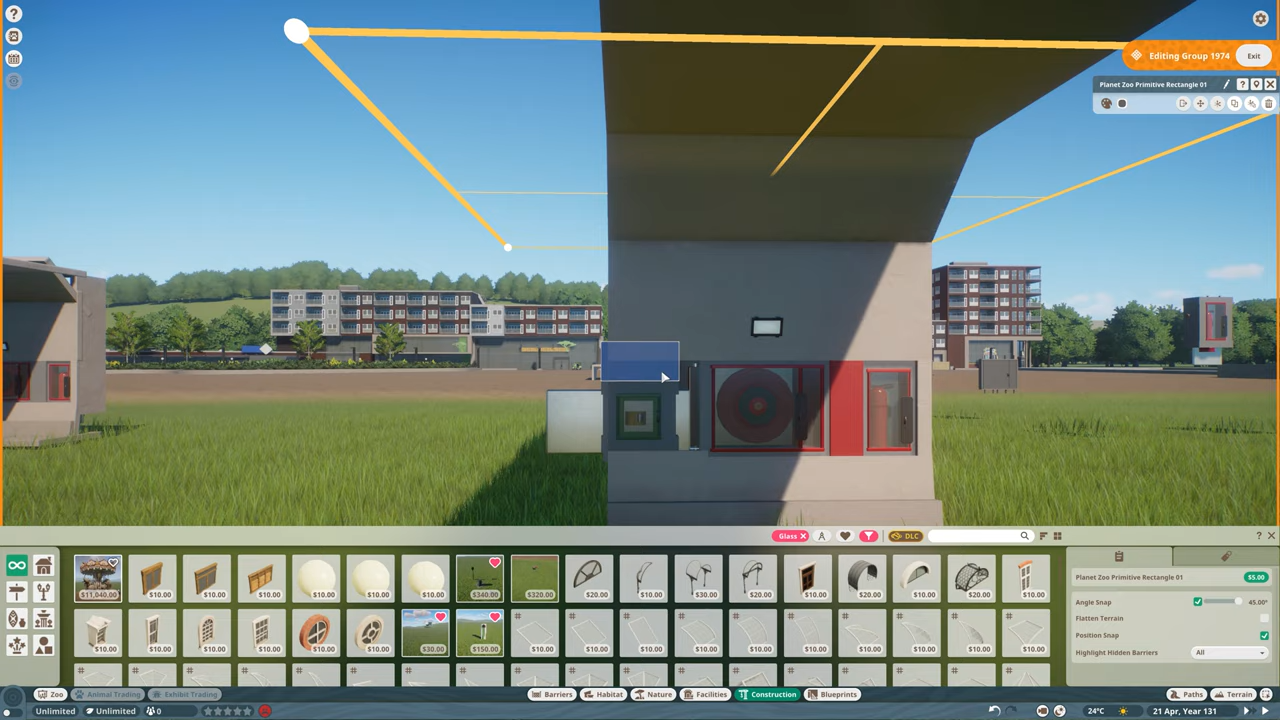 Editing Group 1974
Exit
Planet Zoo Primitive Rectangle 01
Glass
DLC
$11,040.00 $10.00 $10.00 $10.00 $10.00 $10.00 $10.00 $340.00 $320.00 $20.00 $10.00 $30.00 $20.00 $10.00 $20.00 $10.00 $20.00 $10.00
$10.00 $10.00 $10.00 $10.00 $10.00 $10.00 $30.00 $150.00 $10.00 $10.00 $10.00 $10.00 $10.00 $10.00 $10.00 $10.00 $10.00 $10.00
Planet Zoo Primitive Rectangle 01 $5.00
Angle Snap 45.00°
Flatten Terrain
Position Snap
Highlight Hidden Barriers All
Zoo Animal Trading Exhibit Trading Barriers Habitat Nature Facilities Construction Blueprints Paths Terrain
Unlimited Unlimited 0 24°C 21 Apr, Year 131